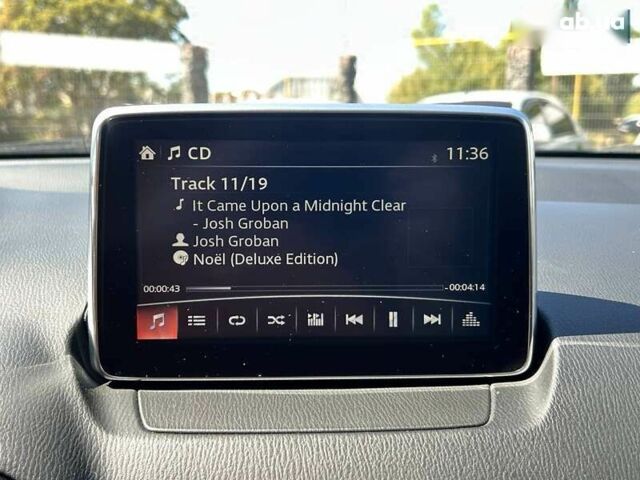 ab.ua
CD 11:36
Track 11/19
It Came Upon a Midnight Clear
- Josh Groban
Josh Groban
Noël (Deluxe Edition)
00:00:43 -00:04:14